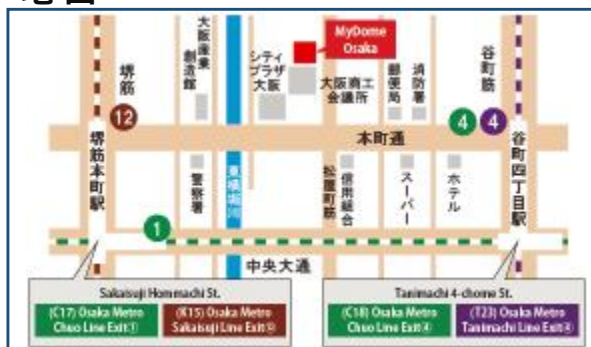 地図
堺筋
大阪産業
創造館
シティ
プラザ
大阪
MyDome
Osaka
大阪商工
会議所
郵便局
消防署
谷町筋
12
4
4
本町通
堺筋本町駅
警察署
東横堀川
松屋町筋
信用組合
スーパー
ホテル
谷町四丁目駅
1
中央大通
Sakaisuji Hommachi St.
(C17) Osaka Metro
Chuo Line Exit①
(K15) Osaka Metro
Sakaisuji Line Exit⑫
Tanimachi 4-chome St.
(C18) Osaka Metro
Chuo Line Exit④
(T23) Osaka Metro
Tanimachi Line Exit④